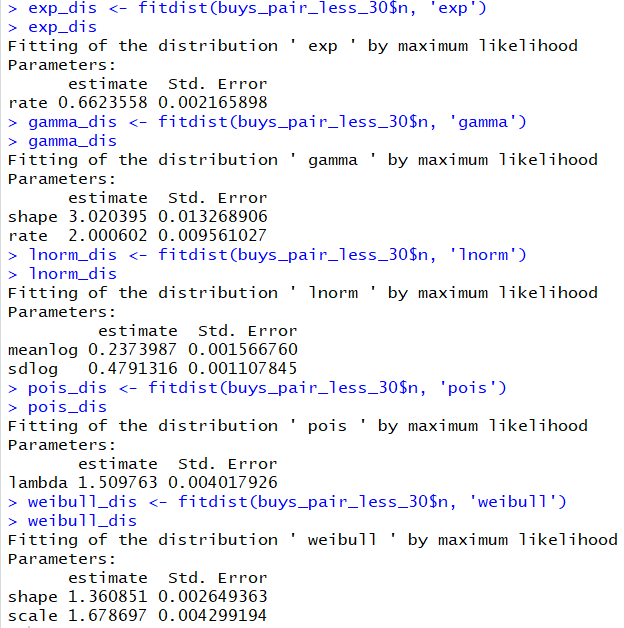 > exp_dis <- fitdist(buys_pair_less_30$n, 'exp')
> exp_dis
Fitting of the distribution ' exp ' by maximum likelihood
Parameters:
      estimate  Std. Error
rate 0.6623558 0.002165898
> gamma_dis <- fitdist(buys_pair_less_30$n, 'gamma')
> gamma_dis
Fitting of the distribution ' gamma ' by maximum likelihood
Parameters:
      estimate  Std. Error
shape 3.020395 0.013268906
rate  2.000602 0.009561027
> lnorm_dis <- fitdist(buys_pair_less_30$n, 'lnorm')
> lnorm_dis
Fitting of the distribution ' lnorm ' by maximum likelihood
Parameters:
         estimate  Std. Error
meanlog 0.2373987 0.001566760
sdlog   0.4791316 0.001107845
> pois_dis <- fitdist(buys_pair_less_30$n, 'pois')
> pois_dis
Fitting of the distribution ' pois ' by maximum likelihood
Parameters:
       estimate  Std. Error
lambda 1.509763 0.004017926
> weibull_dis <- fitdist(buys_pair_less_30$n, 'weibull')
> weibull_dis
Fitting of the distribution ' weibull ' by maximum likelihood
Parameters:
      estimate  Std. Error
shape 1.360851 0.002649363
scale 1.678697 0.004299194